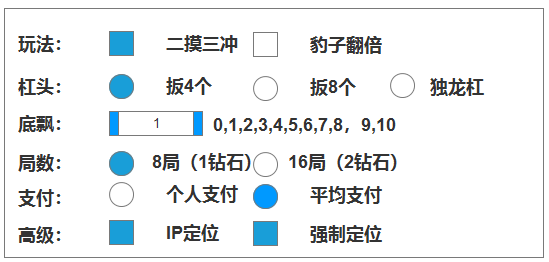 玩法： 二摸三冲 豹子翻倍
杠头： 扳4个 扳8个 独龙杠
底飘： 1 0,1,2,3,4,5,6,7,8，9,10
局数： 8局（1钻石） 16局（2钻石）
支付： 个人支付 平均支付
高级： IP定位 强制定位